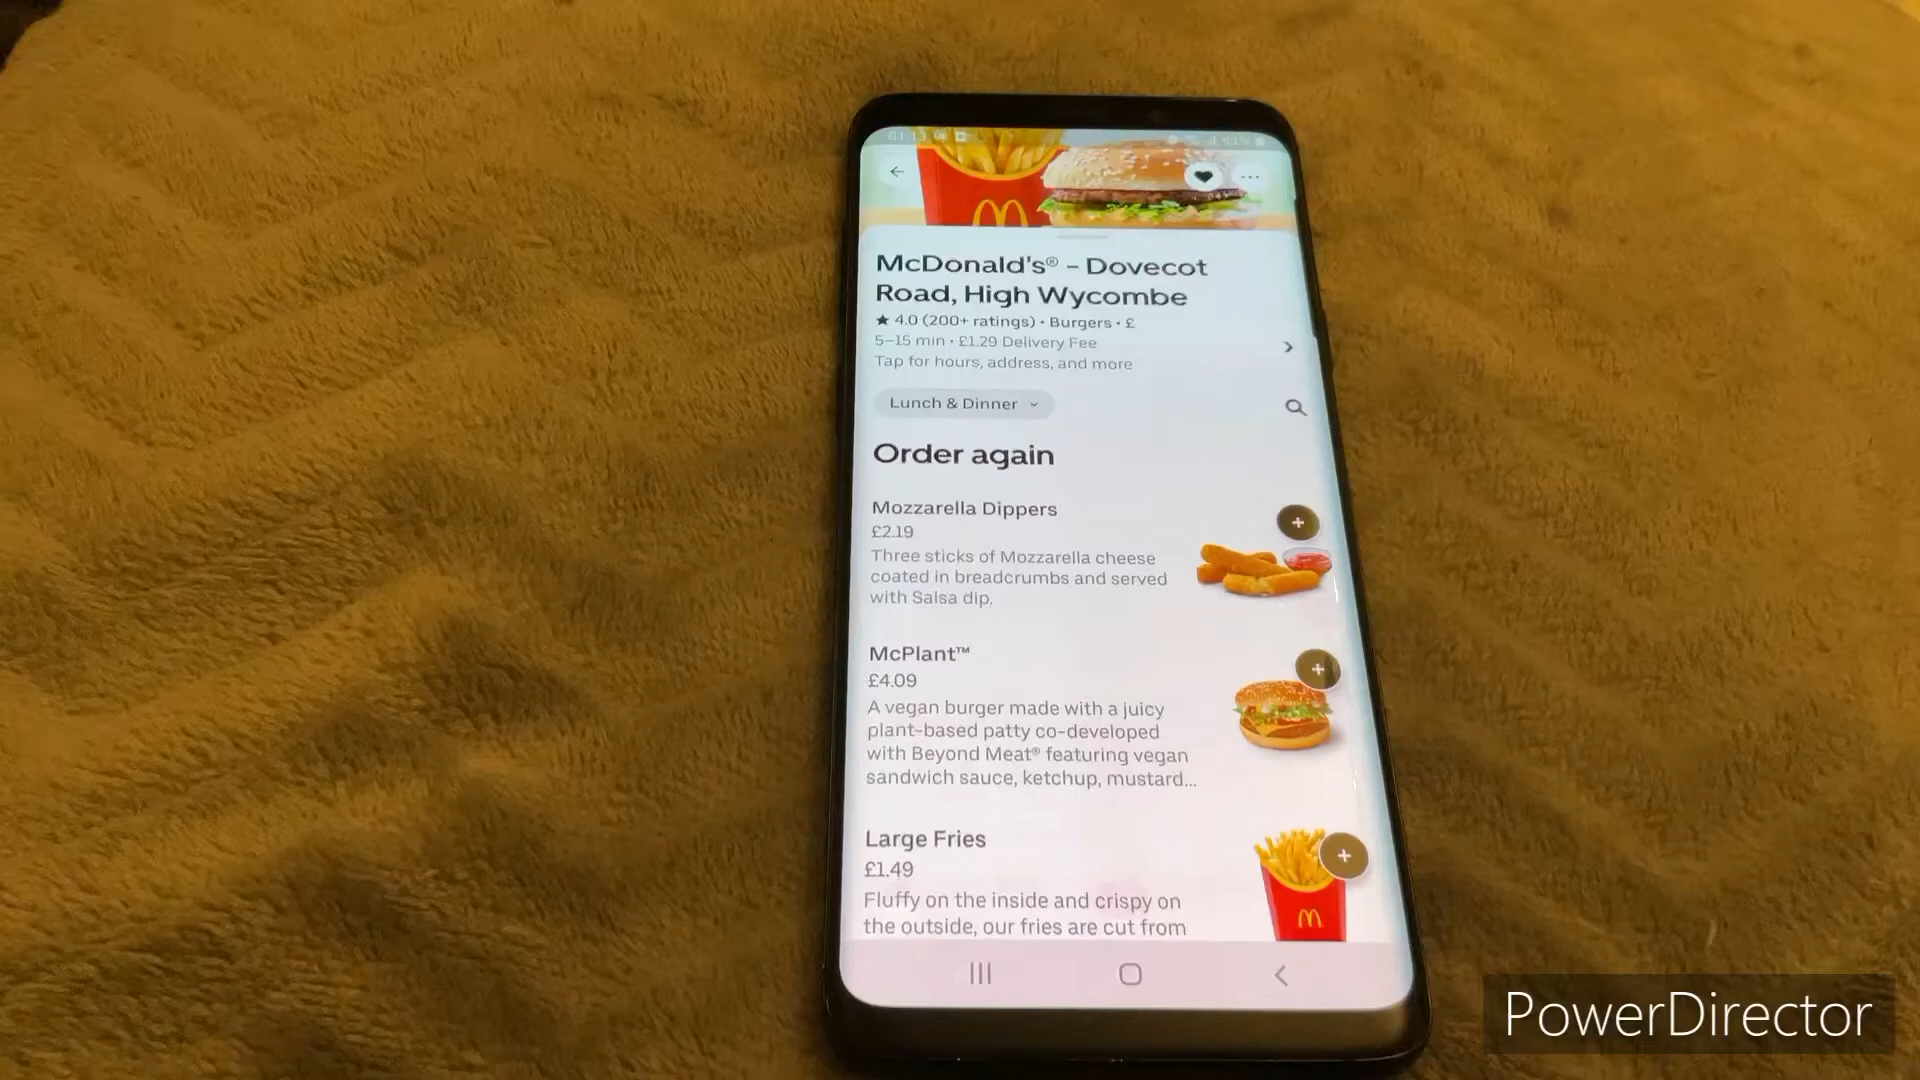 01:13
McDonald's® - Dovecot
Road, High Wycombe
★ 4.0 (200+ ratings) • Burgers • £
5–15 min • £1.29 Delivery Fee
Tap for hours, address, and more
Lunch & Dinner
Order again
Mozzarella Dippers
£2.19
Three sticks of Mozzarella cheese
coated in breadcrumbs and served
with Salsa dip.
McPlant™
£4.09
A vegan burger made with a juicy
plant-based patty co-developed
with Beyond Meat® featuring vegan
sandwich sauce, ketchup, mustard...
Large Fries
£1.49
Fluffy on the inside and crispy on
the outside, our fries are cut from
PowerDirector